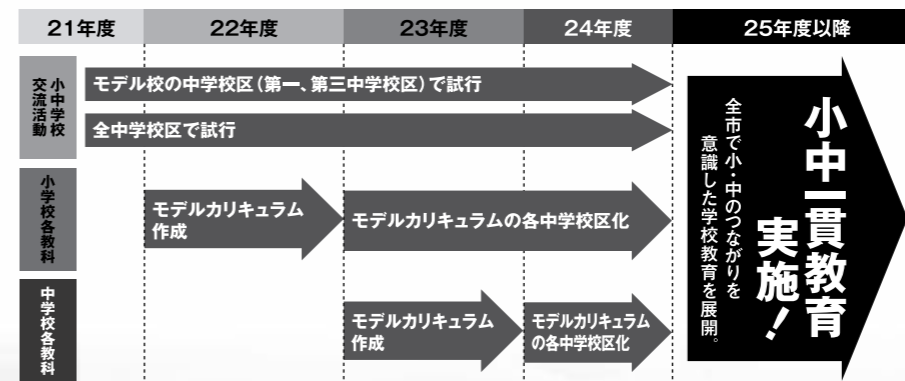 21年度
22年度
23年度
24年度
25年度以降
小中学校
交流活動
モデル校の中学校区（第一、第三中学校区）で試行
全中学校区で試行
小学校各教科
モデルカリキュラム
作成
モデルカリキュラムの各中学校区化
中学校各教科
モデルカリキュラム
作成
モデルカリキュラム
の各中学校区化
小中一貫教育
実施！
全市で小・中のつながりを
意識した学校教育を展開。